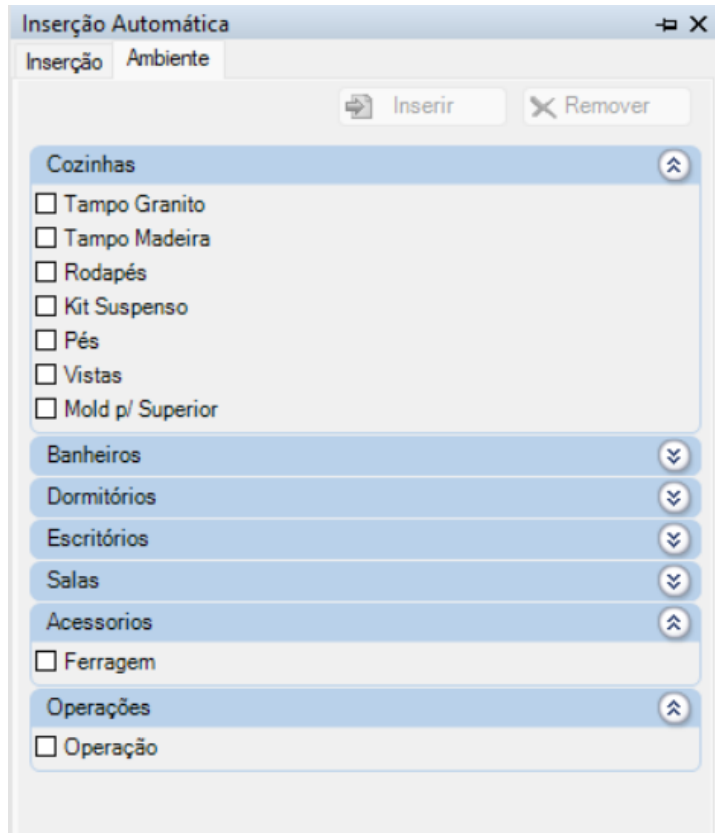 Inserção Automática
Inserção Ambiente
Inserir Remover
Cozinhas
Tampo Granito
Tampo Madeira
Rodapés
Kit Suspenso
Pés
Vistas
Mold p/ Superior
Banheiros
Dormitórios
Escritórios
Salas
Acessorios
Ferragem
Operações
Operação